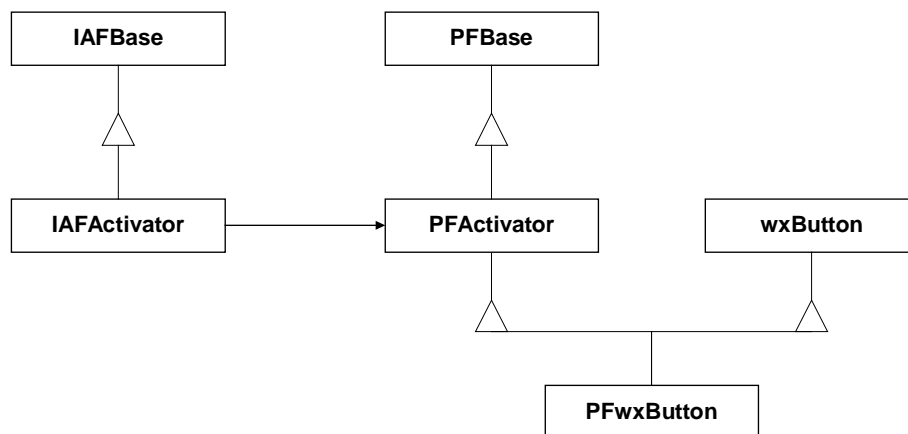 IAFBase
PFBase
IAFActivator
PFActivator
wxButton
PFwxButton